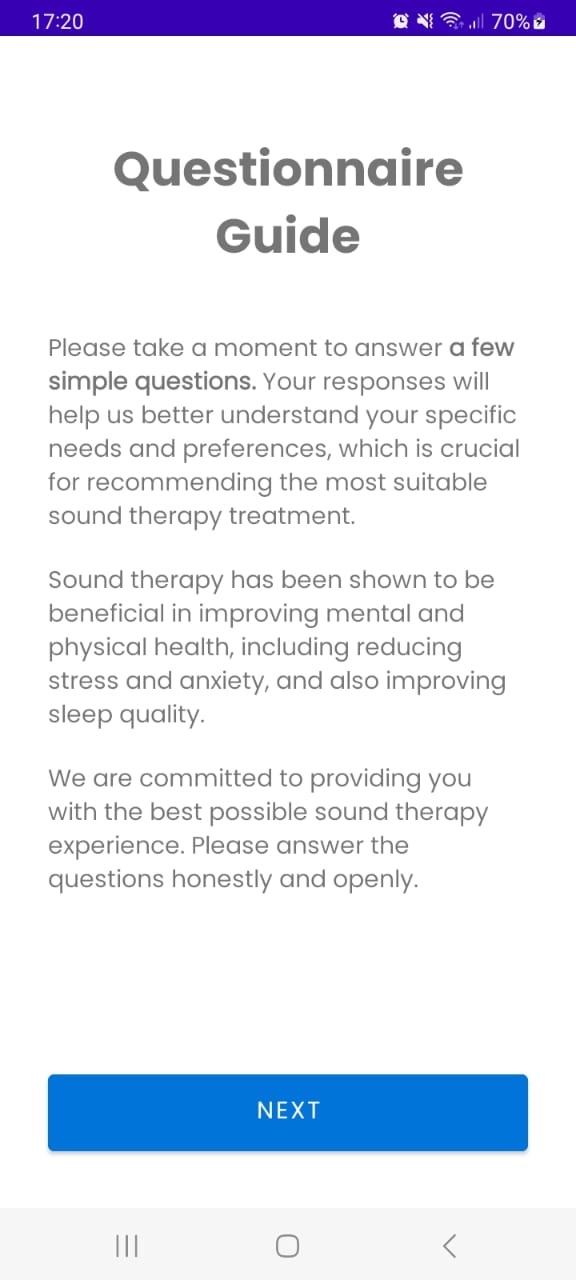 17:20
70%
Questionnaire
Guide
Please take a moment to answer a few
simple questions. Your responses will
help us better understand your specific
needs and preferences, which is crucial
for recommending the most suitable
sound therapy treatment.
Sound therapy has been shown to be
beneficial in improving mental and
physical health, including reducing
stress and anxiety, and also improving
sleep quality.
We are committed to providing you
with the best possible sound therapy
experience. Please answer the
questions honestly and openly.
NEXT